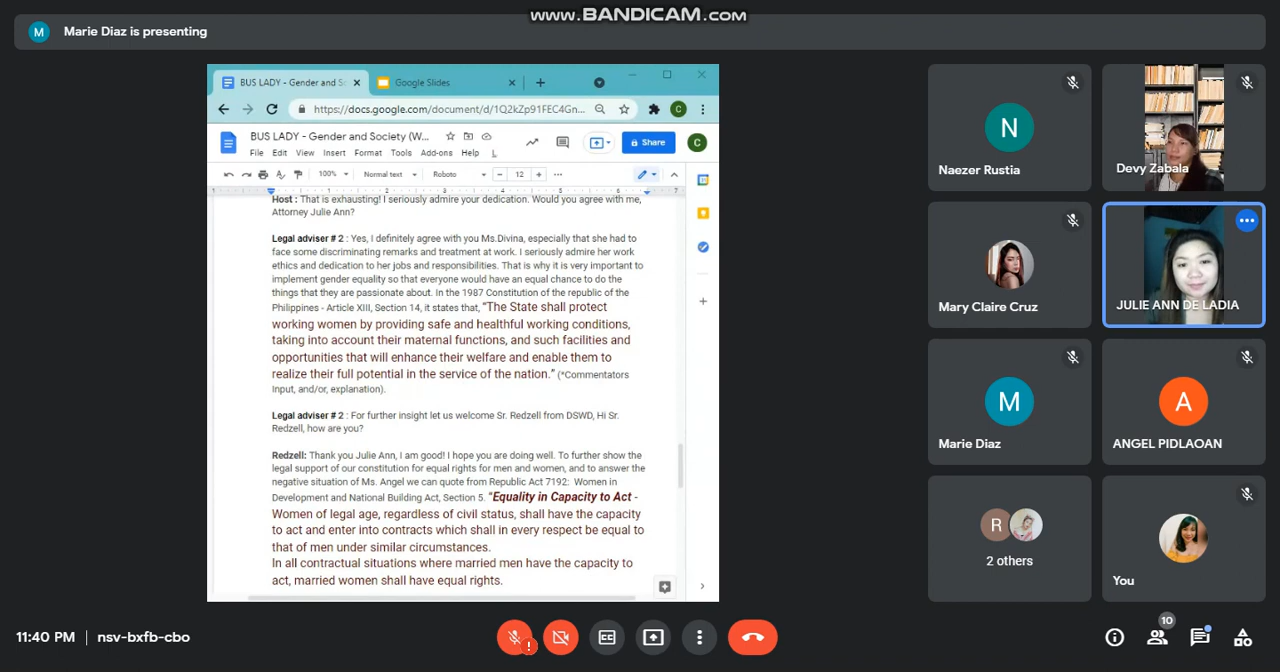 www.BANDICAM.com
M Marie Diaz is presenting
BUS LADY - Gender and So
Google Slides
https://docs.google.com/document/d/1Q2kZp91FEC4Gn...
C
BUS LADY - Gender and Society (W...
File Edit View Insert Format Tools Add-ons Help
Share
C
100% Normal text Roboto 12
1 1 2 3 4 5 6 7
Host : That is exhausting! I seriously admire your dedication. Would you agree with me,
Attorney Julie Ann?
Legal adviser # 2 : Yes, I definitely agree with you Ms.Divina, especially that she had to
face some discriminating remarks and treatment at work. I seriously admire her work
ethics and dedication to her jobs and responsibilities. That is why it is very important to
implement gender equality so that everyone would have an equal chance to do the
things that they are passionate about. In the 1987 Constitution of the republic of the
Philippines - Article XIII, Section 14, it states that, “The State shall protect
working women by providing safe and healthful working conditions,
taking into account their maternal functions, and such facilities and
opportunities that will enhance their welfare and enable them to
realize their full potential in the service of the nation.” (*Commentators
Input, and/or, explanation).
Legal adviser # 2 : For further insight let us welcome Sr. Redzell from DSWD, Hi Sr.
Redzell, how are you?
Redzell: Thank you Julie Ann, I am good! I hope you are doing well. To further show the
legal support of our constitution for equal rights for men and women, and to answer the
negative situation of Ms. Angel we can quote from Republic Act 7192: Women in
Development and National Building Act, Section 5. “Equality in Capacity to Act -
Women of legal age, regardless of civil status, shall have the capacity
to act and enter into contracts which shall in every respect be equal to
that of men under similar circumstances.
In all contractual situations where married men have the capacity to
act, married women shall have equal rights.
N
Naezer Rustia
Devy Zabala
Mary Claire Cruz
JULIE ANN DE LADIA
M
Marie Diaz
A
ANGEL PIDLAOAN
R
2 others
You
11:40 PM | nsv-bxfb-cbo
10